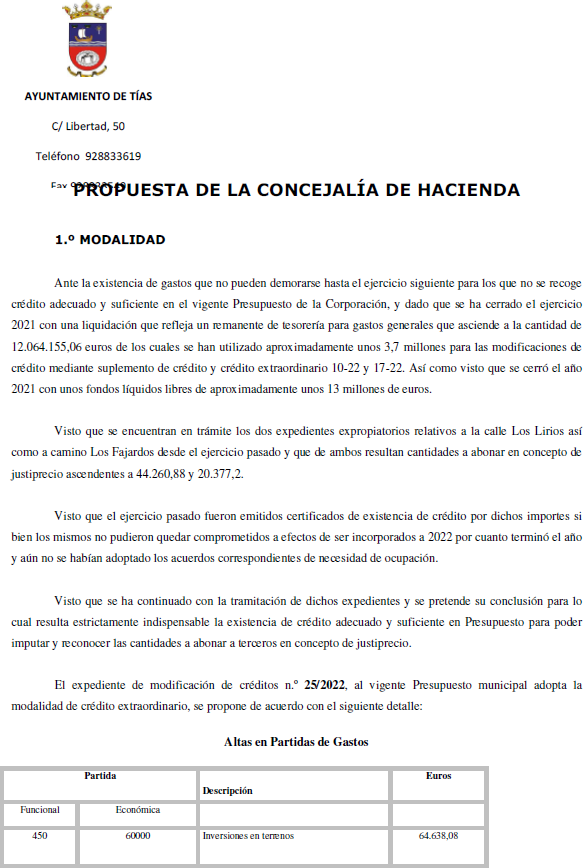 AYUNTAMIENTO DE TÍAS
C/ Libertad, 50
Teléfono 928833619
Fax
PROPUESTA DE LA CONCEJALÍA DE HACIENDA
1.º MODALIDAD
Ante la existencia de gastos que no pueden demorarse hasta el ejercicio siguiente para los que no se recoge
crédito adecuado y suficiente en el vigente Presupuesto de la Corporación, y dado que se ha cerrado el ejercicio
2021 con una liquidación que refleja un remanente de tesorería para gastos generales que asciende a la cantidad de
12.064.155,06 euros de los cuales se han utilizado aproximadamente unos 3,7 millones para las modificaciones de
crédito mediante suplemento de crédito y crédito extraordinario 10-22 y 17-22. Así como visto que se cerró el año
2021 con unos fondos líquidos libres de aproximadamente unos 13 millones de euros.
Visto que se encuentran en trámite los dos expedientes expropiatorios relativos a la calle Los Lirios así
como a camino Los Fajardos desde el ejercicio pasado y que de ambos resultan cantidades a abonar en concepto de
justiprecio ascendentes a 44.260,88 y 20.377,2.
Visto que el ejercicio pasado fueron emitidos certificados de existencia de crédito por dichos importes si
bien los mismos no pudieron quedar comprometidos a efectos de ser incorporados a 2022 por cuanto terminó el año
y aún no se habían adoptado los acuerdos correspondientes de necesidad de ocupación.
Visto que se ha continuado con la tramitación de dichos expedientes y se pretende su conclusión para lo
cual resulta estrictamente indispensable la existencia de crédito adecuado y suficiente en Presupuesto para poder
imputar y reconocer las cantidades a abonar a terceros en concepto de justiprecio.
El expediente de modificación de créditos n.º 25/2022, al vigente Presupuesto municipal adopta la
modalidad de crédito extraordinario, se propone de acuerdo con el siguiente detalle:
Altas en Partidas de Gastos
Partida Descripción Euros
Funcional Económica
450 60000 Inversiones en terrenos 64.638,08